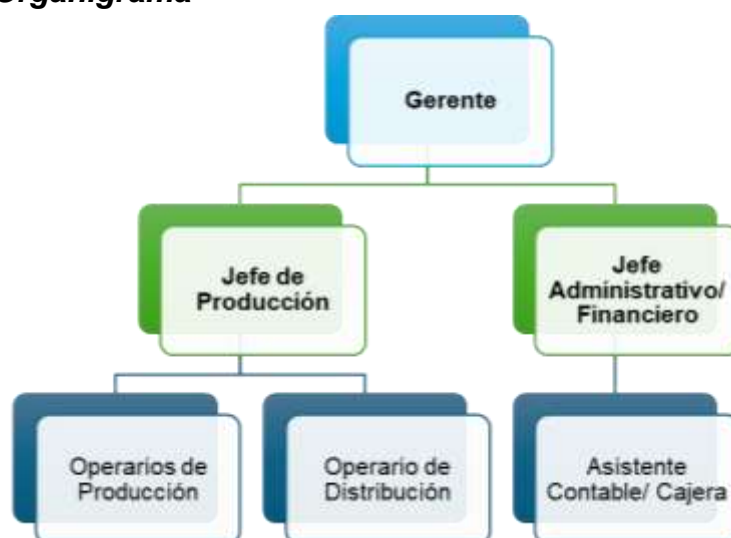 Organigrama
Gerente
Jefe de
Producción
Jefe
Administrativo/
Financiero
Operarios de
Producción
Operario de
Distribución
Asistente
Contable/ Cajera